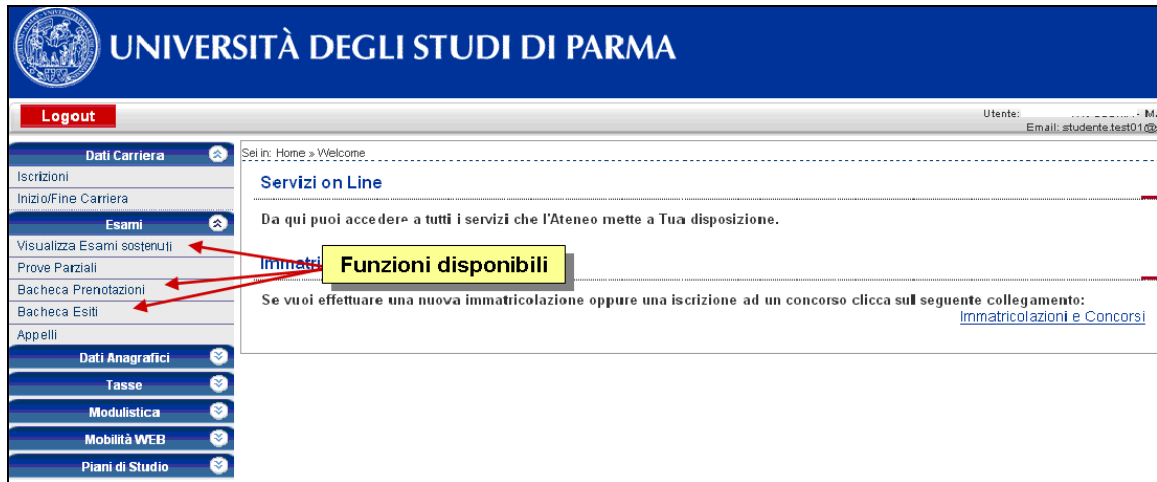 UNIVERSITÀ DEGLI STUDI DI PARMA
Logout
Utente:
Email: studente.test01@
Dati Carriera
Iscrizioni
Inizio/Fine Carriera
Esami
Visualizza Esami sostenuti
Prove Parziali
Bacheca Prenotazioni
Bacheca Esiti
Appelli
Dati Anagrafici
Tasse
Modulistica
Mobilità WEB
Piani di Studio
Sei in: Home » Welcome
Servizi on Line
Da qui puoi accedere a tutti i servizi che l'Ateneo mette a Tua disposizione.
Immatri
Funzioni disponibili
Se vuoi effettuare una nuova immatricolazione oppure una iscrizione ad un concorso clicca sul seguente collegamento:
Immatricolazioni e Concorsi